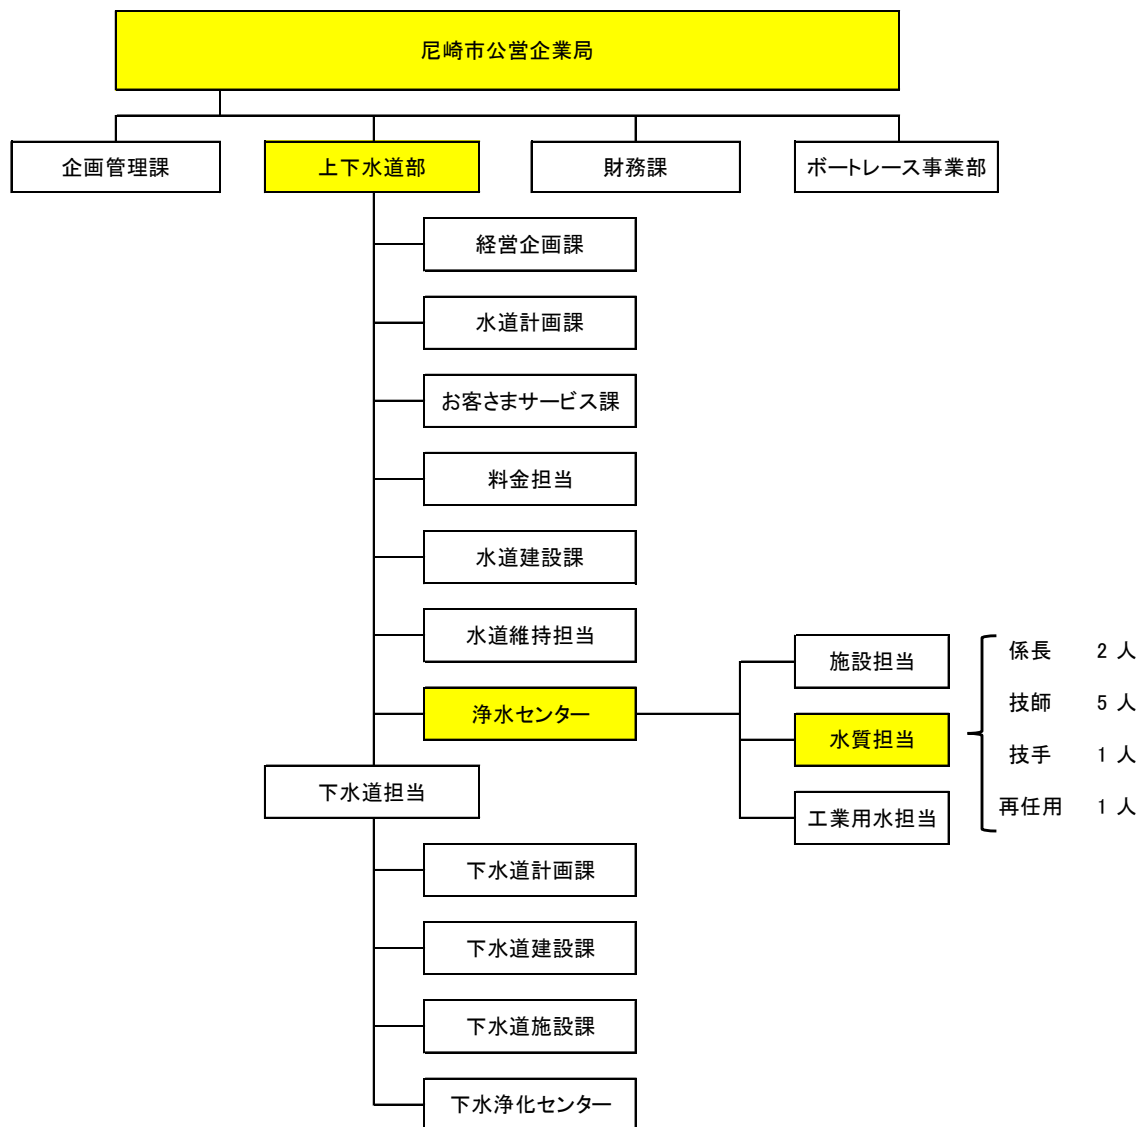 尼崎市公営企業局
企画管理課
上下水道部
財務課
ボートレース事業部
経営企画課
水道計画課
お客さまサービス課
料金担当
水道建設課
水道維持担当
浄水センター
施設担当
水質担当
工業用水担当
係長 2 人
技師 5 人
技手 1 人
再任用 1 人
下水道担当
下水道計画課
下水道建設課
下水道施設課
下水浄化センター